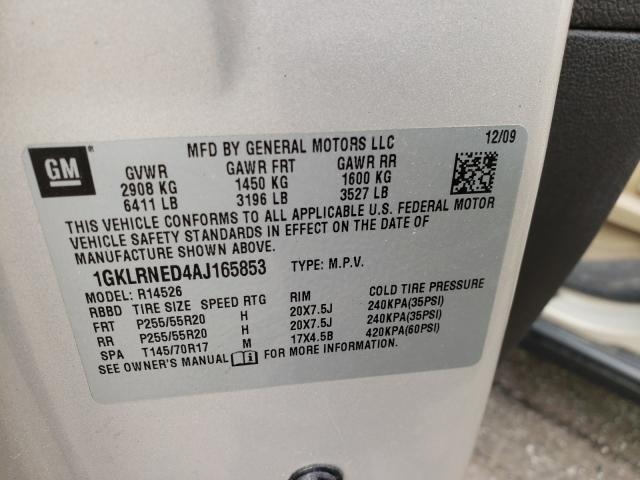 GM
MFD BY GENERAL MOTORS LLC 12/09
GVWR GAWR FRT GAWR RR
2908 KG 1450 KG 1600 KG
6411 LB 3196 LB 3527 LB
THIS VEHICLE CONFORMS TO ALL APPLICABLE U.S. FEDERAL MOTOR
VEHICLE SAFETY STANDARDS IN EFFECT ON THE DATE OF
MANUFACTURE SHOWN ABOVE.
1GKLRNED4AJ165853 TYPE: M.P.V.
MODEL: R14526
RBBD TIRE SIZE SPEED RTG RIM COLD TIRE PRESSURE
FRT P255/55R20 H 20X7.5J 240KPA(35PSI)
RR P255/55R20 H 20X7.5J 240KPA(35PSI)
SPA T145/70R17 M 17X4.5B 420KPA(60PSI)
SEE OWNER'S MANUAL FOR MORE INFORMATION.